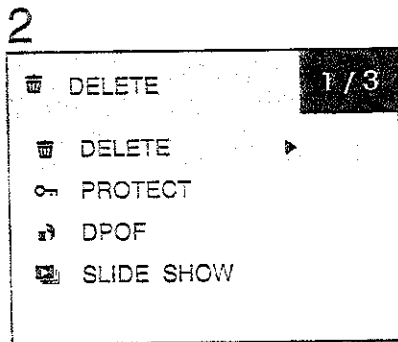 2
DELETE 1/3
DELETE
PROTECT
DPOF
SLIDE SHOW